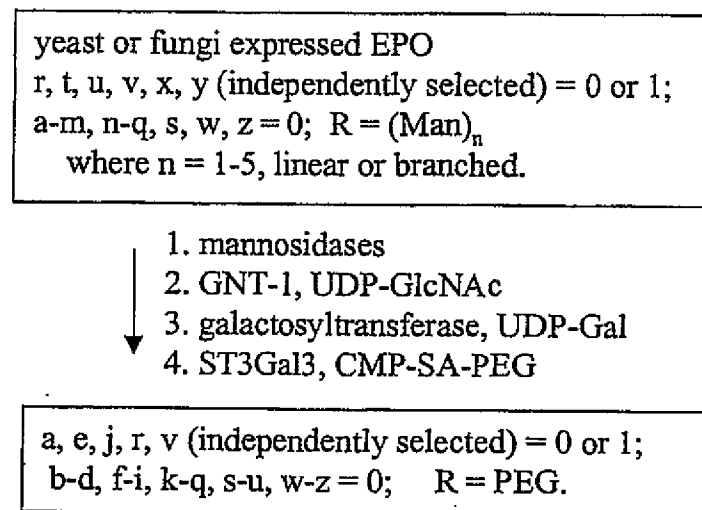 yeast or fungi expressed EPO
r, t, u, v, x, y (independently selected) = 0 or 1;
a-m, n-q, s, w, z = 0; R = (Man)n
where n = 1-5, linear or branched.
1. mannosidases
2. GNT-1, UDP-GlcNAc
3. galactosyltransferase, UDP-Gal
4. ST3Gal3, CMP-SA-PEG
a, e, j, r, v (independently selected) = 0 or 1;
b-d, f-i, k-q, s-u, w-z = 0; R = PEG.